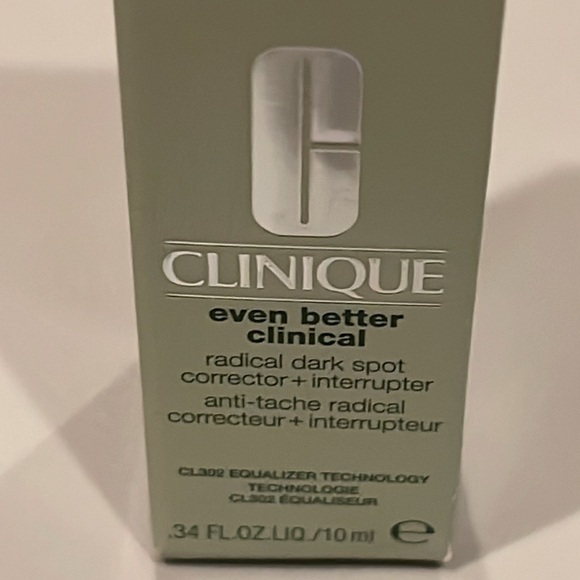 CLINIQUE
even better
clinical
radical dark spot
corrector + interrupter
anti-tache radical
correcteur + interrupteur
CL302 EQUALIZER TECHNOLOGY
TECHNOLOGIE
CL302 ÉQUALISEUR
.34 FL.OZ.LIQ./10 ml ℮